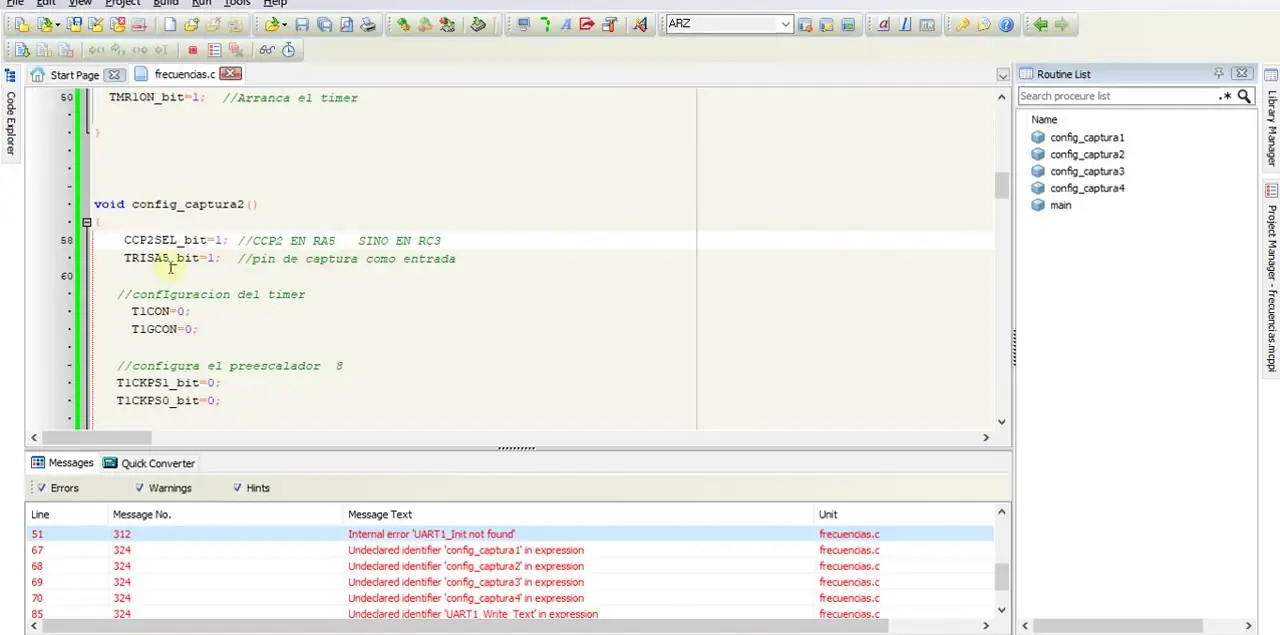 File Edit View Project Build Run Tools Help
ARZ
Start Page frecuencias.c
Code Explorer
50 TMR1ON_bit=1; //Arranca el timer
}
void config_captura2()
{
58 CCP2SEL_bit=1; //CCP2 EN RA5 SINO EN RC3
TRISA5_bit=1; //pin de captura como entrada
60
//confIguracion del timer
T1CON=0;
T1GCON=0;
//configura el preescalador 8
T1CKPS1_bit=0;
T1CKPS0_bit=0;
Routine List
Search proceure list .*
Name
config_captura1
config_captura2
config_captura3
config_captura4
main
Library Manager
Project Manager - frecuencias.mcppi
Messages Quick Converter
Errors Warnings Hints
Line Message No. Message Text Unit
51 312 Internal error 'UART1_Init not found' frecuencias.c
67 324 Undeclared identifier 'config_captura1' in expression frecuencias.c
68 324 Undeclared identifier 'config_captura2' in expression frecuencias.c
69 324 Undeclared identifier 'config_captura3' in expression frecuencias.c
70 324 Undeclared identifier 'config_captura4' in expression frecuencias.c
85 324 Undeclared identifier 'UART1_Write_Text' in expression frecuencias.c